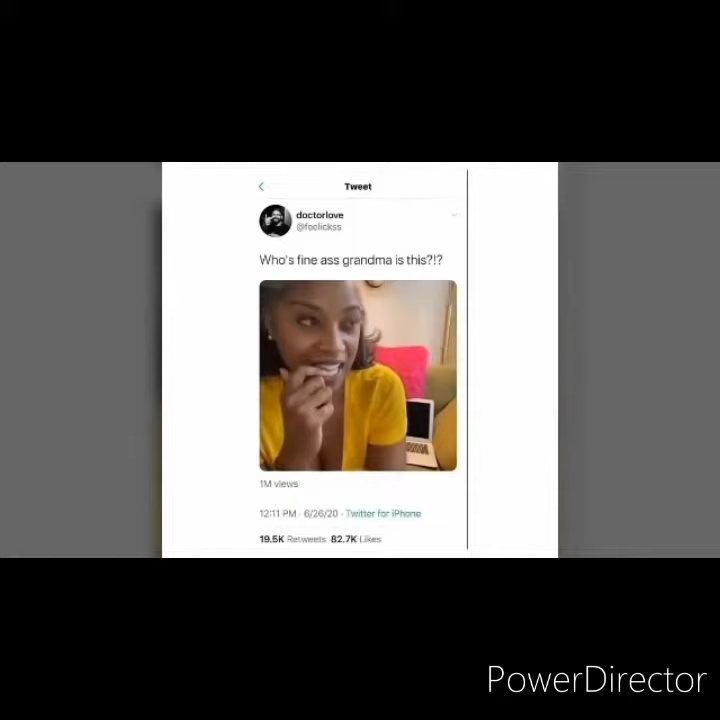 Tweet
doctorlove
@feelickss
Who's fine ass grandma is this?!?
1M views
12:11 PM · 6/26/20 · Twitter for iPhone
19.5K Retweets 82.7K Likes
PowerDirector